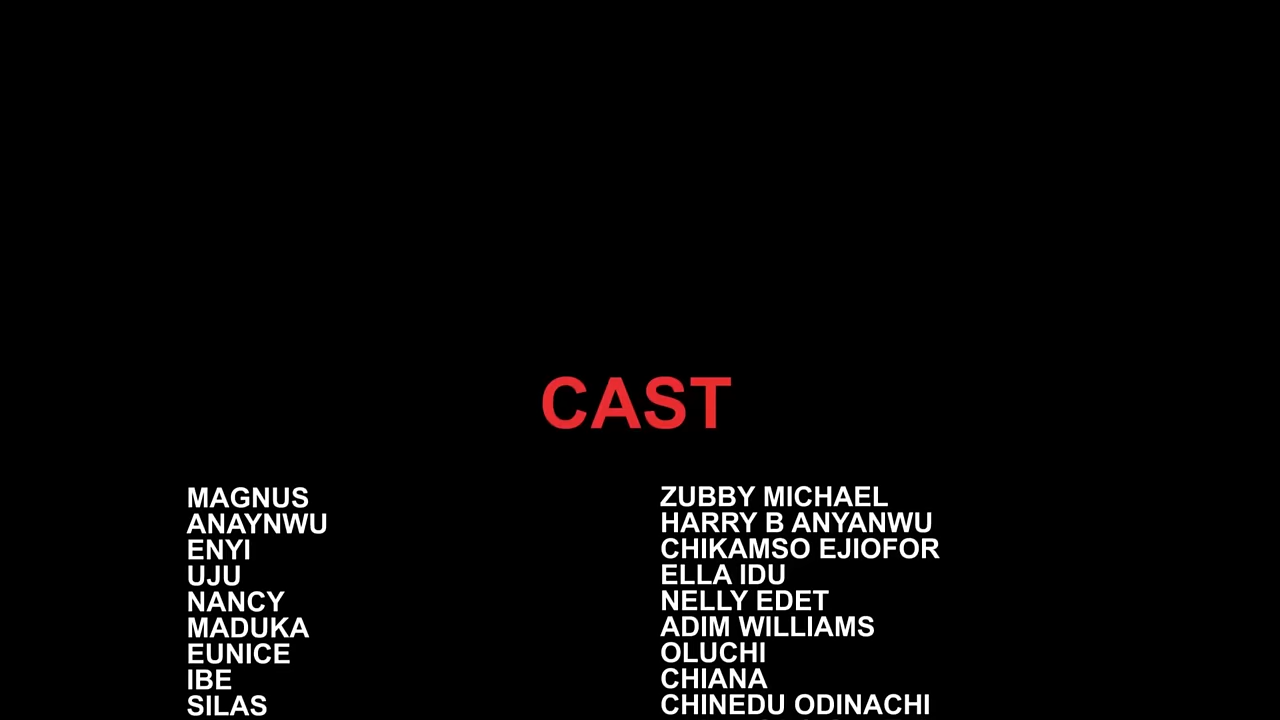 CAST
MAGNUS ZUBBY MICHAEL
ANAYNWU HARRY B ANYANWU
ENYI CHIKAMSO EJIOFOR
UJU ELLA IDU
NANCY NELLY EDET
MADUKA ADIM WILLIAMS
EUNICE OLUCHI
IBE CHIANA
SILAS CHINEDU ODINACHI